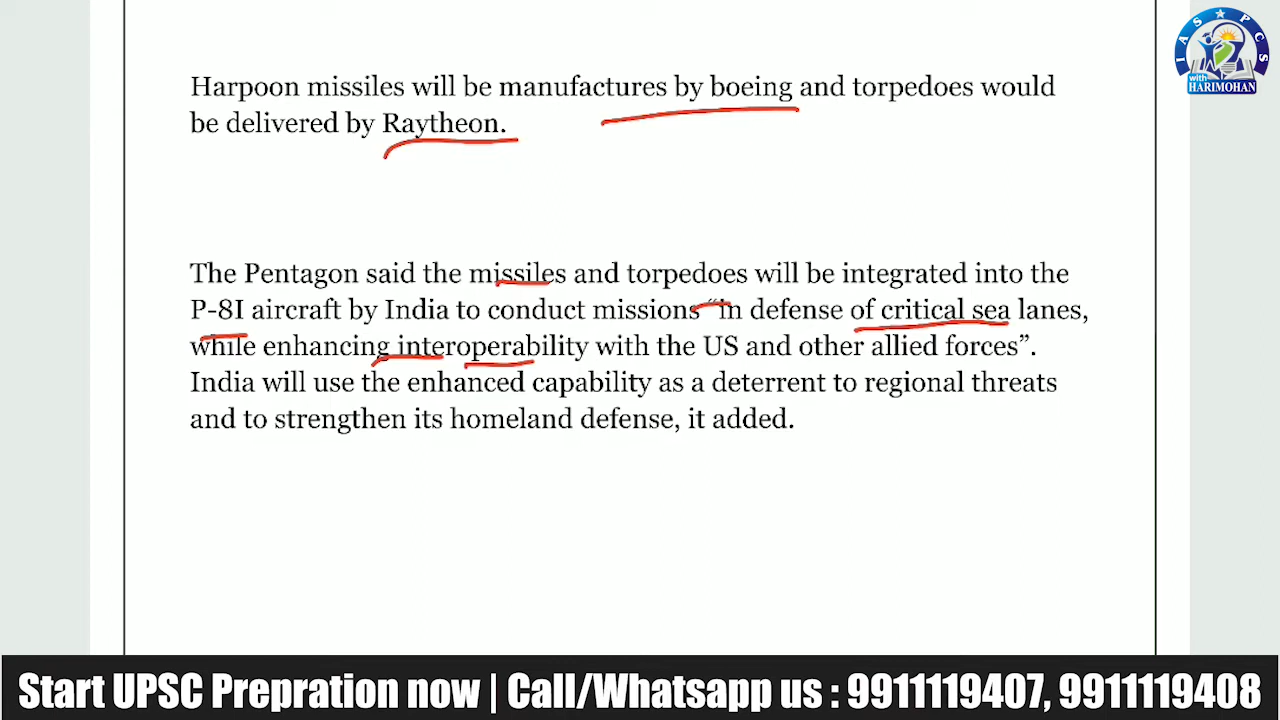 Harpoon missiles will be manufactures by boeing and torpedoes would
be delivered by Raytheon.
The Pentagon said the missiles and torpedoes will be integrated into the
P-8I aircraft by India to conduct missions “in defense of critical sea lanes,
while enhancing interoperability with the US and other allied forces”.
India will use the enhanced capability as a deterrent to regional threats
and to strengthen its homeland defense, it added.
IAS ★ PCS
with
HARIMOHAN
Start UPSC Prepration now | Call/Whatsapp us : 9911119407, 9911119408